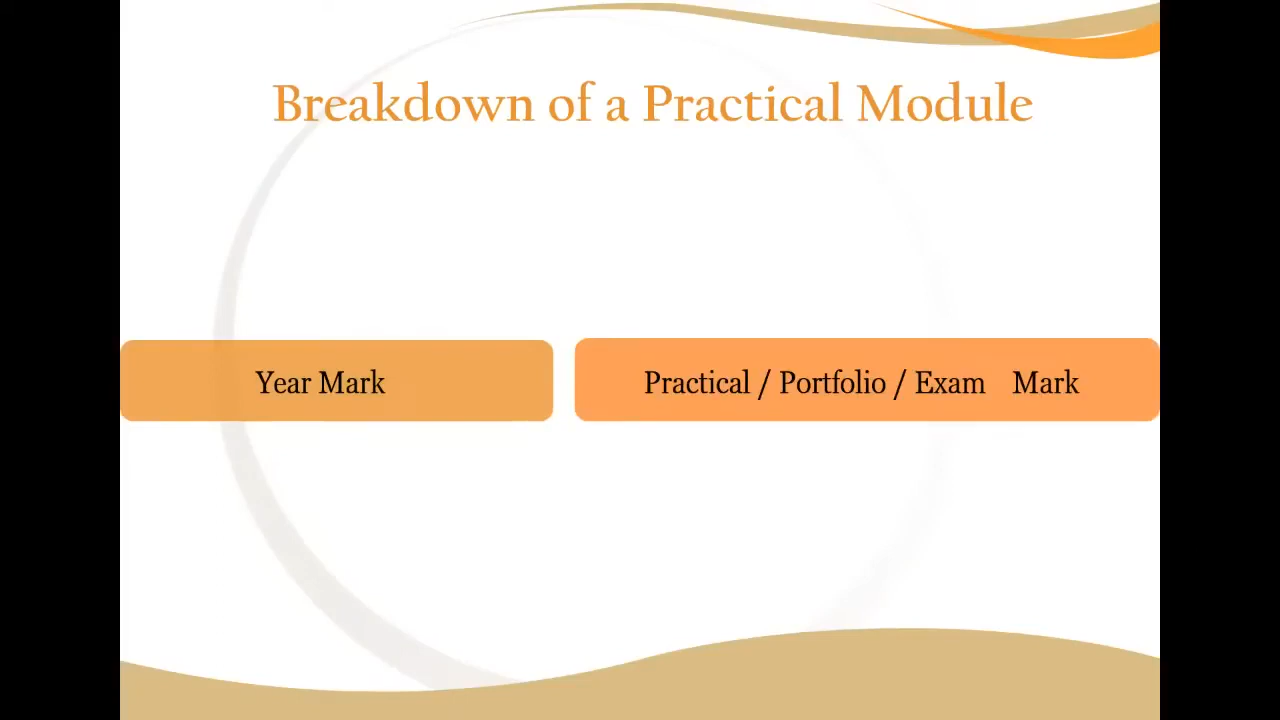 Breakdown of a Practical Module
Year Mark
Practical / Portfolio / Exam Mark